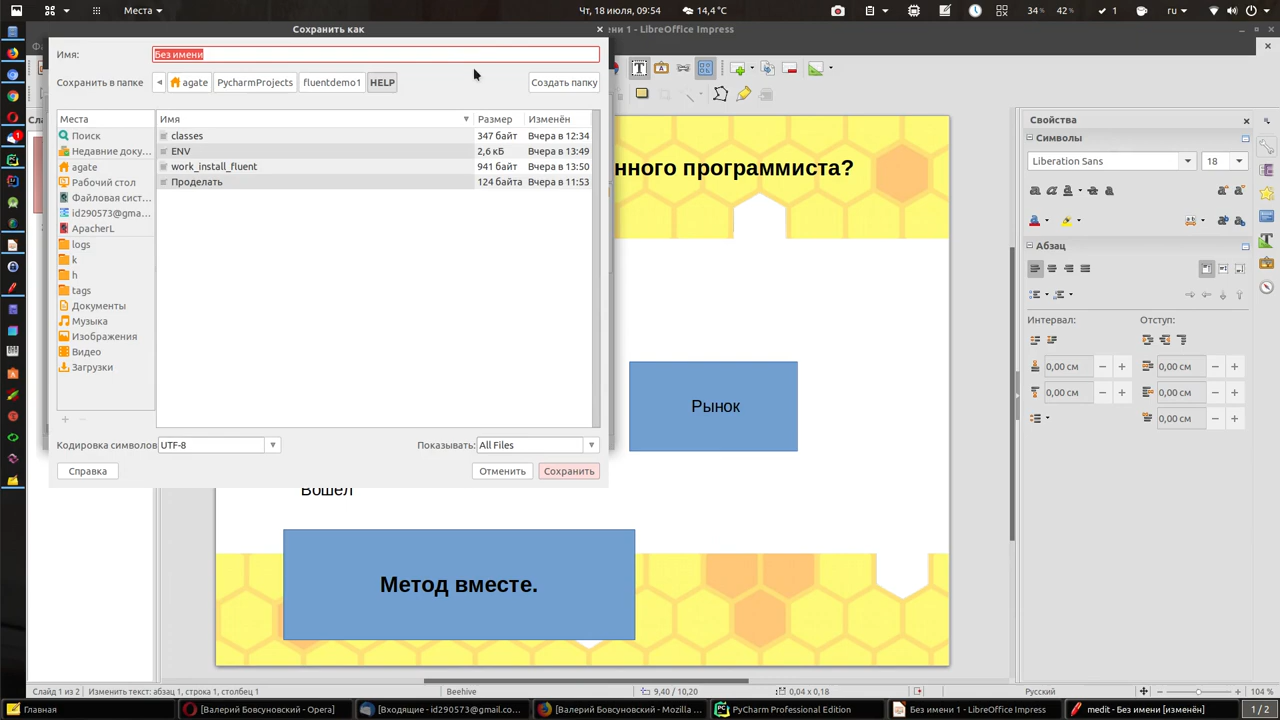 Места
Чт, 18 июля, 09:54
14,4°C
34 %
42 %
ru
Сохранить как
ни 1 - LibreOffice Impress
Имя:
Без имени
Сохранить в папке
agate
PycharmProjects
fluentdemo1
HELP
Создать папку
Места
Имя
Размер
Изменён
Поиск
classes
347 байт
Вчера в 12:34
Недавние доку...
ENV
2,6 кБ
Вчера в 13:49
agate
work_install_fluent
941 байт
Вчера в 13:50
Рабочий стол
Проделать
124 байта
Вчера в 11:53
Файловая сист...
id290573@gma...
ApacherL
logs
k
h
tags
Документы
Музыка
Изображения
Видео
Загрузки
Кодировка символов
UTF-8
Показывать:
All Files
Справка
Отменить
Сохранить
нного программиста?
Рынок
Вошел
Метод вместе.
Свойства
Символы
Liberation Sans
18
Абзац
Интервал:
Отступ:
0,00 см
0,00 см
0,00 см
0,00 см
0,00 см
Слайд 1 из 2
Изменить текст: абзац 1, строка 1, столбец 1
Beehive
9,40 / 10,20
0,04 x 0,18
Русский
104 %
Главная
[Валерий Бовсуновский - Opera]
[Входящие - id290573@gmail.co...
[Валерий Бовсуновский - Mozilla ...
PyCharm Professional Edition
Без имени 1 - LibreOffice Impress
medit - Без имени [изменён]
1 / 2